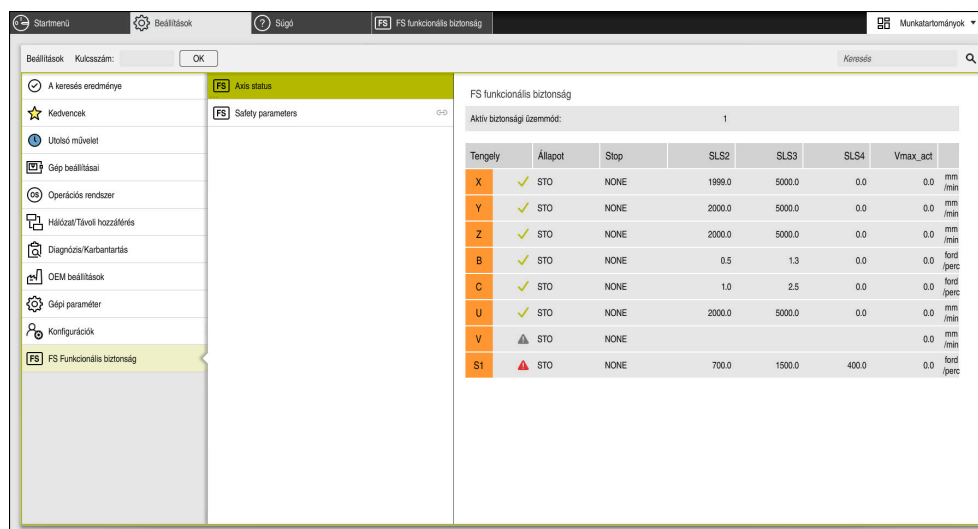 Startmenü Beállítások Súgó FS FS funkcionális biztonság Munkatartományok
Beállítások Kulcsszám: OK Keresés
A keresés eredménye
Kedvencek
Utolsó művelet
Gép beállításai
OS Operációs rendszer
Hálózat/Távoli hozzáférés
Diagnózis/Karbantartás
OEM beállítások
Gépi paraméter
Konfigurációk
FS FS Funkcionális biztonság
FS Axis status
FS Safety parameters
FS funkcionális biztonság
Aktív biztonsági üzemmód: 1
Tengely Állapot Stop SLS2 SLS3 SLS4 Vmax_act
X STO NONE 1999.0 5000.0 0.0 0.0 mm/min
Y STO NONE 2000.0 5000.0 0.0 0.0 mm/min
Z STO NONE 2000.0 5000.0 0.0 0.0 mm/min
B STO NONE 0.5 1.3 0.0 0.0 ford/perc
C STO NONE 1.0 2.5 0.0 0.0 ford/perc
U STO NONE 2000.0 5000.0 0.0 0.0 mm/min
V STO NONE 0.0 mm/min
S1 STO NONE 700.0 1500.0 400.0 0.0 ford/perc